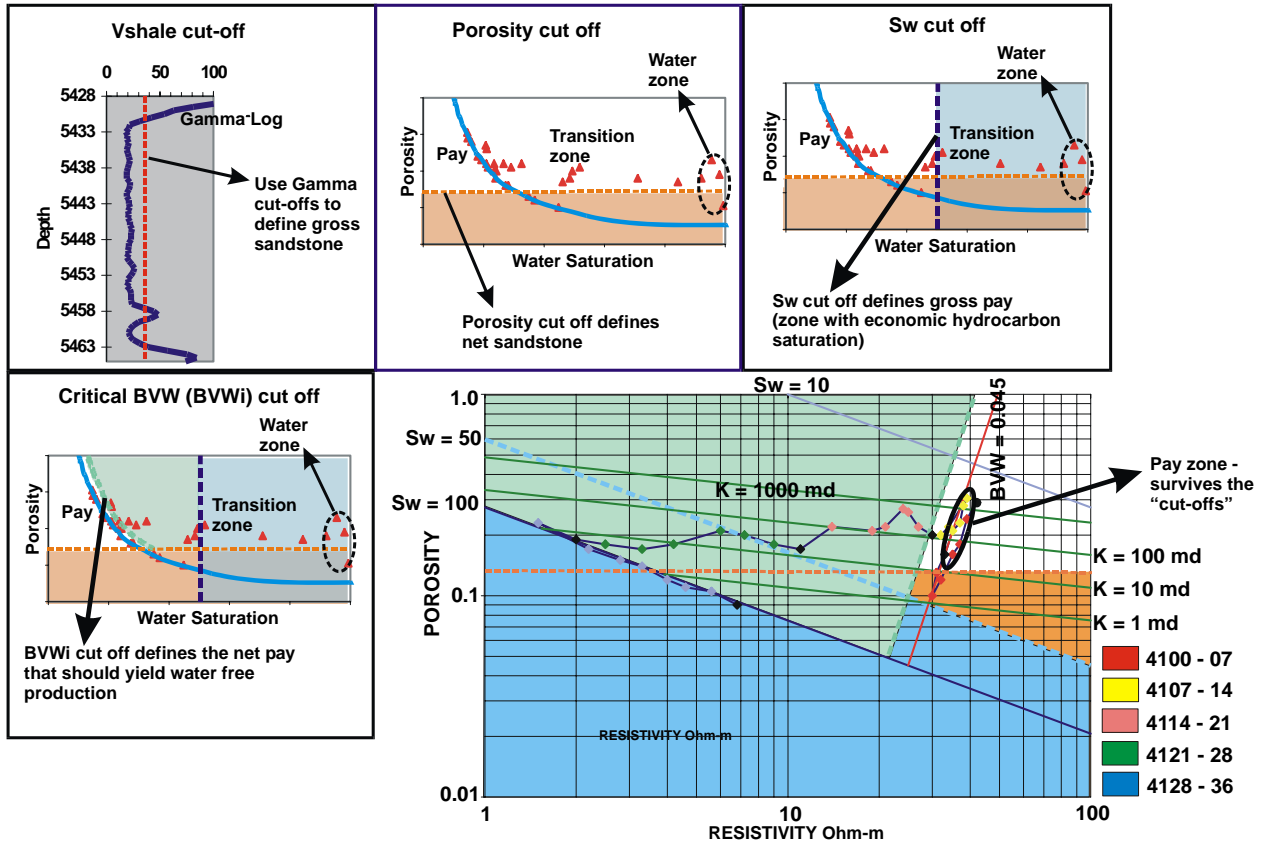 Vshale cut-off
0 50 100
5428
5433
5438
5443
5448
5453
5458
5463
Depth
Gamma-Log
Use Gamma
cut-offs to
define gross
sandstone
Porosity cut off
Water
zone
Pay
Transition
zone
Porosity
Water Saturation
Porosity cut off defines
net sandstone
Sw cut off
Water
zone
Pay
Transition
zone
Porosity
Water Saturation
Sw cut off defines gross pay
(zone with economic hydrocarbon
saturation)
Critical BVW (BVWi) cut off
Water
zone
Pay
Transition
zone
Porosity
Water Saturation
BVWi cut off defines the net pay
that should yield water free
production
Sw = 10
1.0
Sw = 50
Sw = 100
0.1
0.01
POROSITY
K = 1000 md
BVW = 0.045
Pay zone -
survives the
“cut-offs”
K = 100 md
K = 10 md
K = 1 md
4100 - 07
4107 - 14
4114 - 21
4121 - 28
4128 - 36
RESISTIVITY Ohm-m
1 10 100
RESISTIVITY Ohm-m